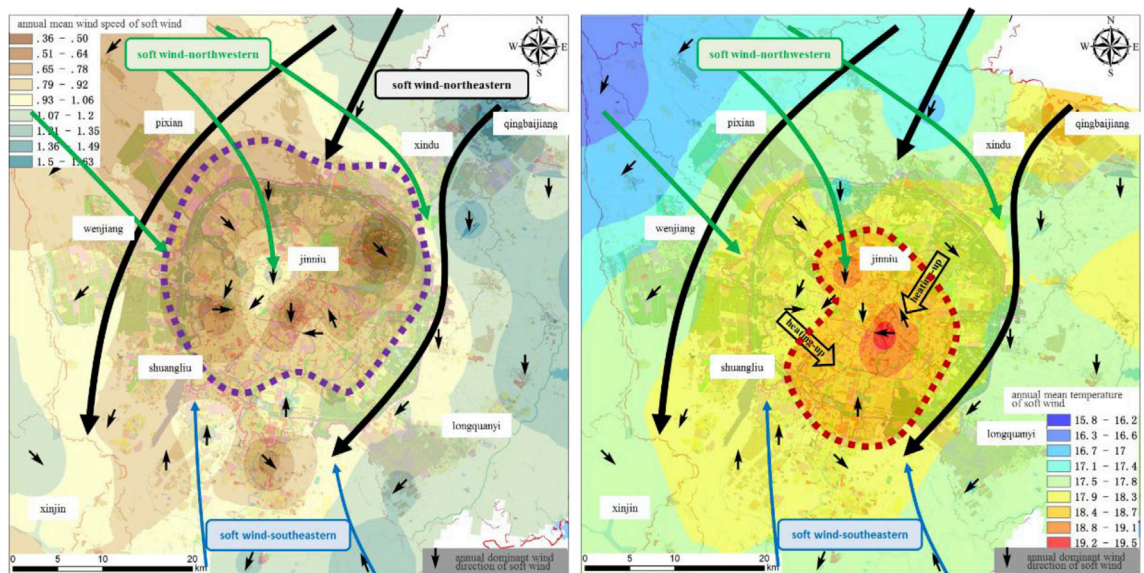 annual mean wind speed of soft wind
.36 - .50
.51 - .64
.65 - .78
.79 - .92
.93 - 1.06
1.07 - 1.2
1.21 - 1.35
1.36 - 1.49
1.5 - 1.63
soft wind-northwestern
N
W E
S
soft wind-northeastern
pixian
qingbaijiang
xindu
wenjiang
jinniu
shuangliu
longquanyi
xinjin
soft wind-southeastern
0 5 10 20
km
annual dominant wind
direction of soft wind
soft wind-northwestern
N
W E
S
pixian
qingbaijiang
xindu
wenjiang
jinniu
heating-up
heating-up
shuangliu
longquanyi
annual mean temperature
of soft wind
15.8 - 16.2
16.3 - 16.6
16.7 - 17
17.1 - 17.4
17.5 - 17.8
17.9 - 18.3
18.4 - 18.7
18.8 - 19.1
19.2 - 19.5
xinjin
soft wind-southeastern
0 5 10 20
km
annual dominant wind
direction of soft wind